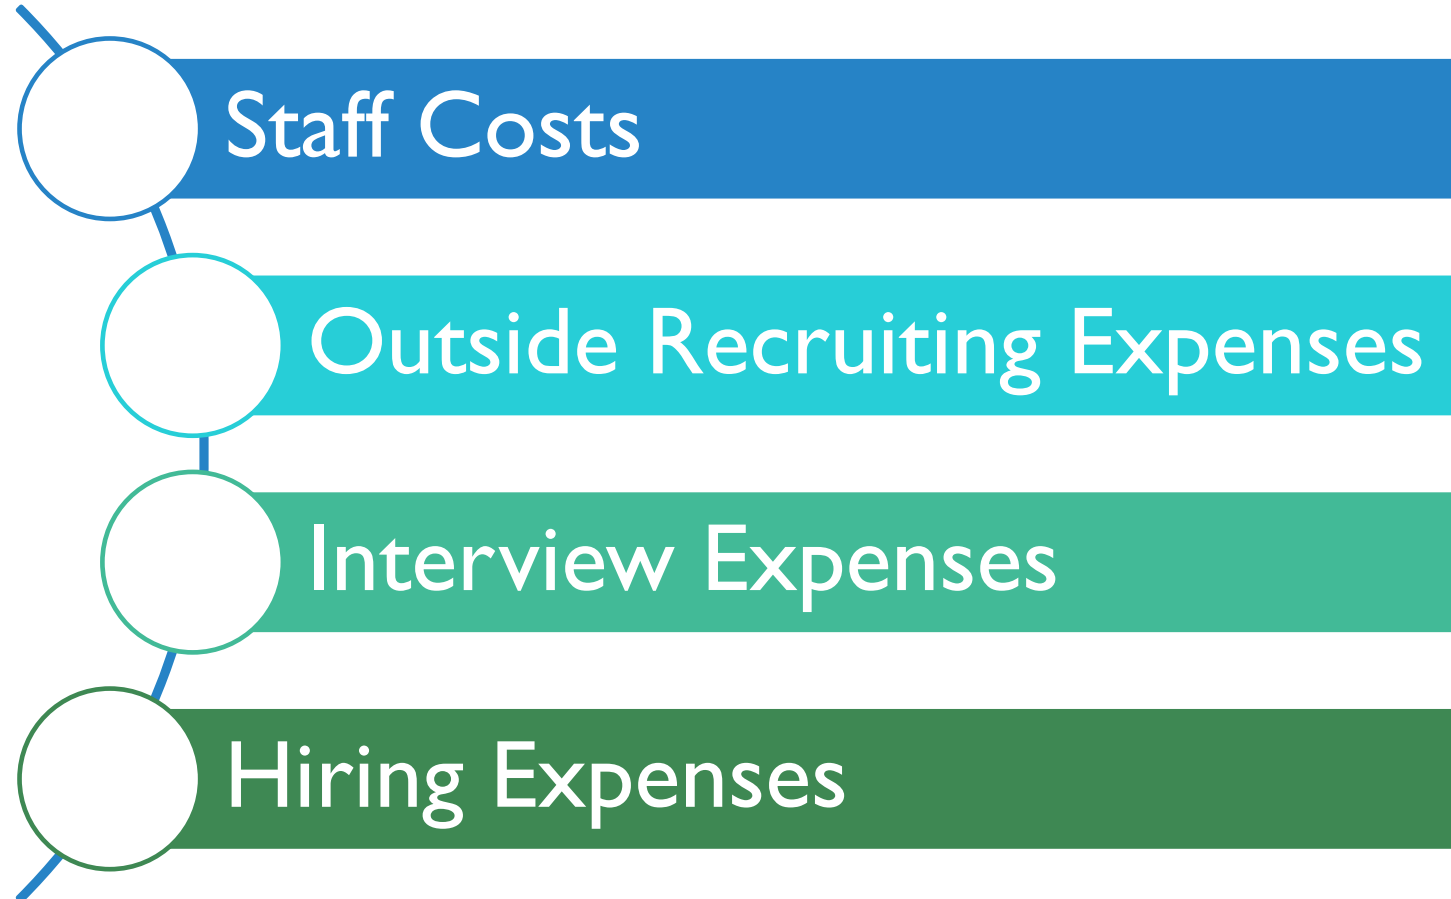 Staff Costs
Outside Recruiting Expenses
Interview Expenses
Hiring Expenses